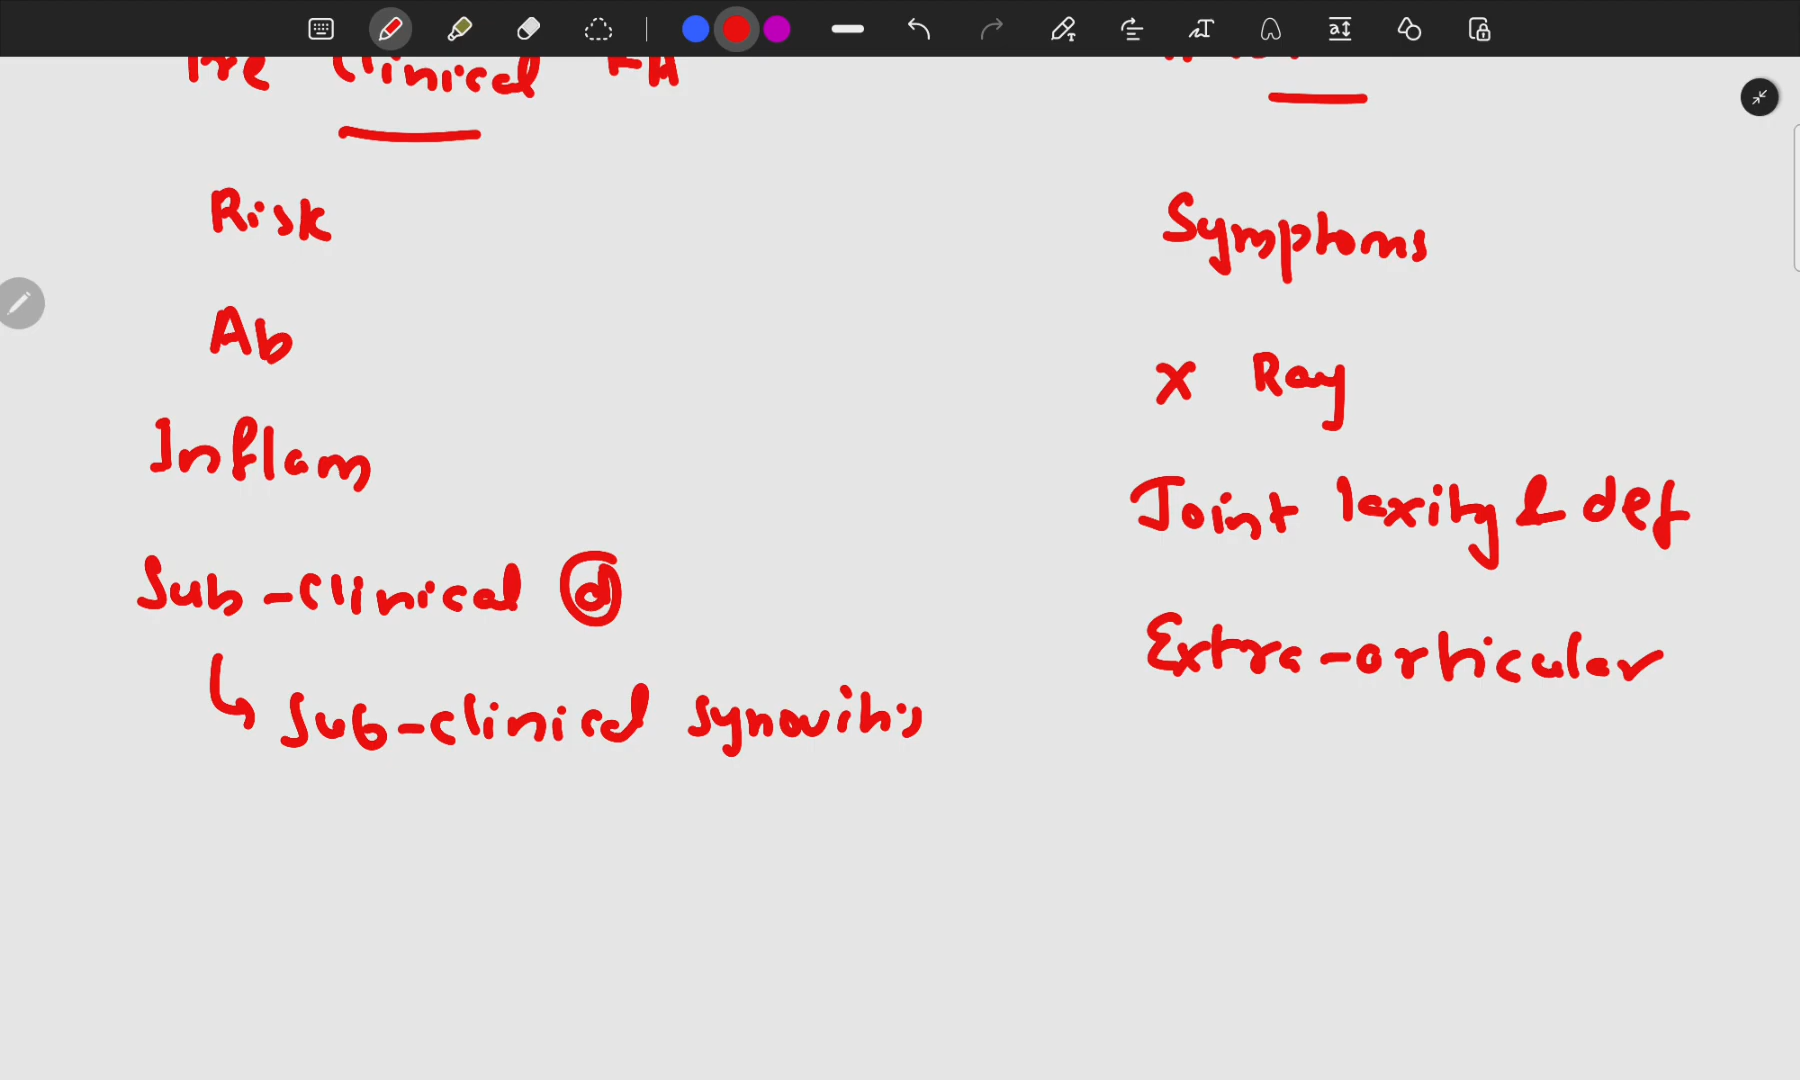 Pre Clinical RA
Risk
Ab
Inflam
Sub-clinical d
Sub-clinical synovitis
Symptoms
X Ray
Joint laxity & def
Extra-articular